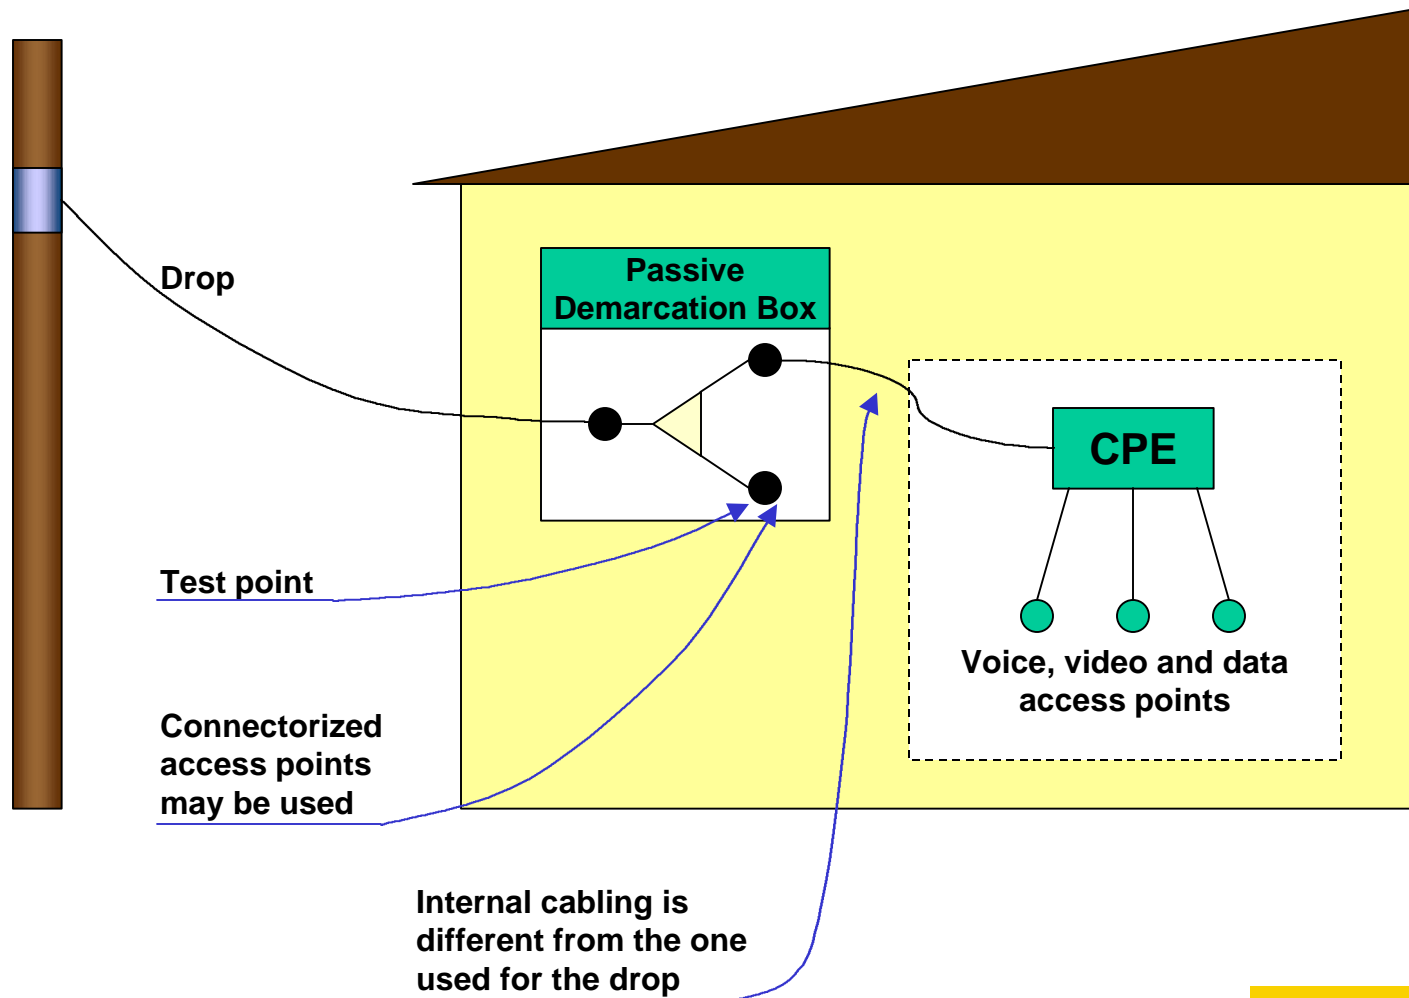 Drop
Passive
Demarcation Box
CPE
Voice, video and data
access points
Test point
Connectorized
access points
may be used
Internal cabling is
different from the one
used for the drop